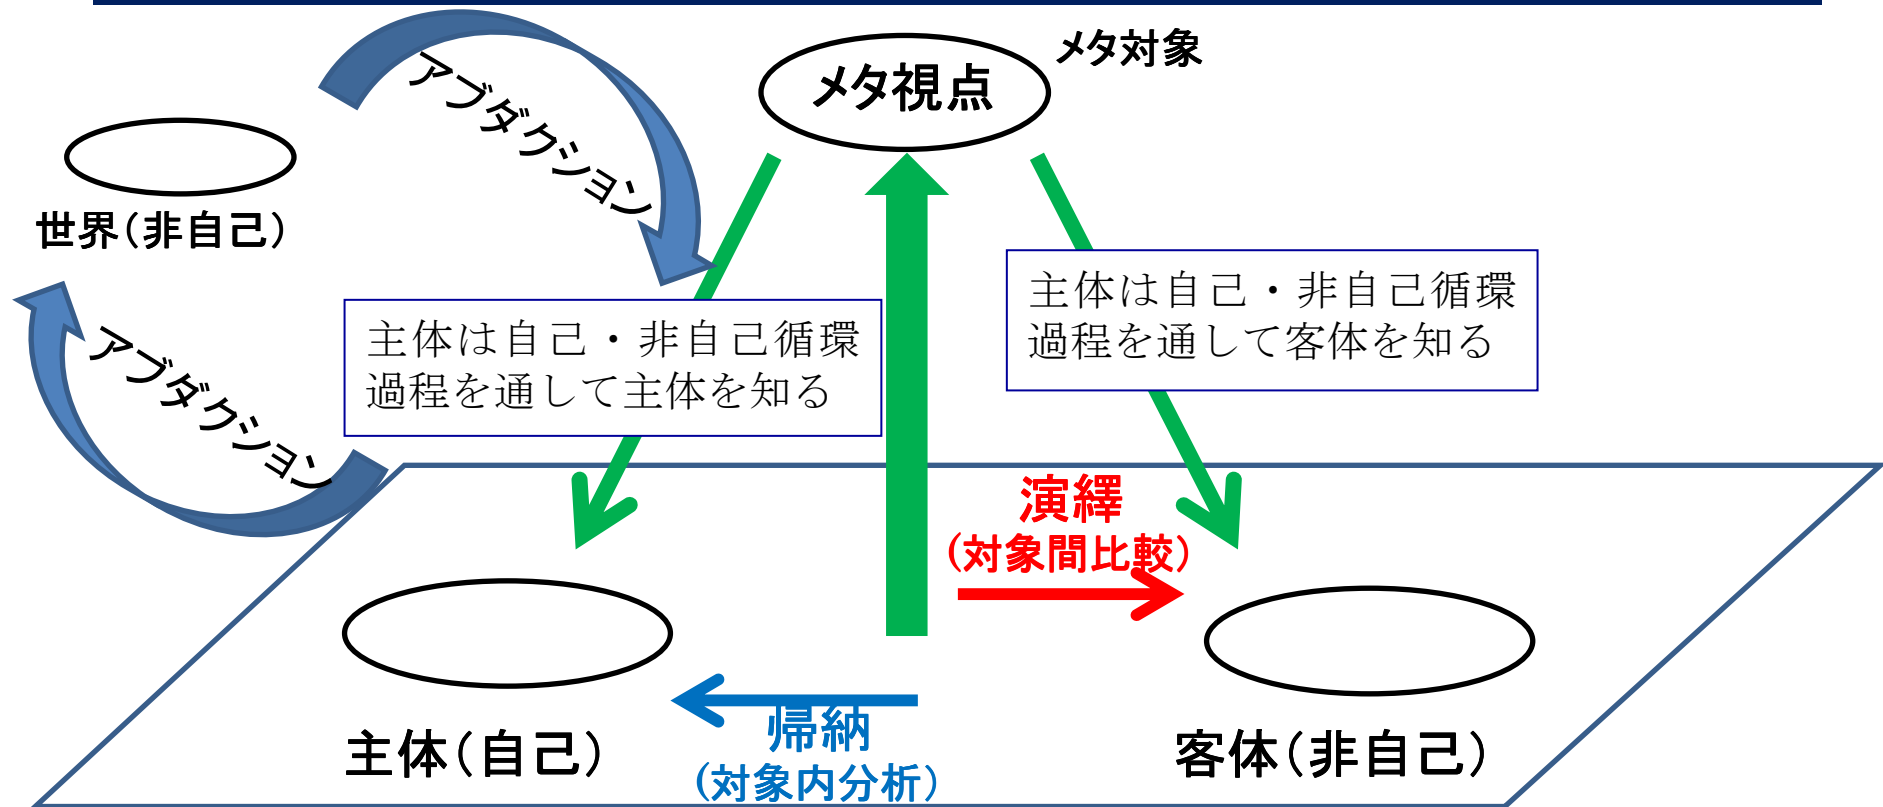 メタ対象
メタ視点
アブダクション
世界(非自己)
主体は自己・非自己循環
過程を通して客体を知る
主体は自己・非自己循環
過程を通して主体を知る
アブダクション
演繹
(対象間比較)
帰納
(対象内分析)
主体(自己)
客体(非自己)